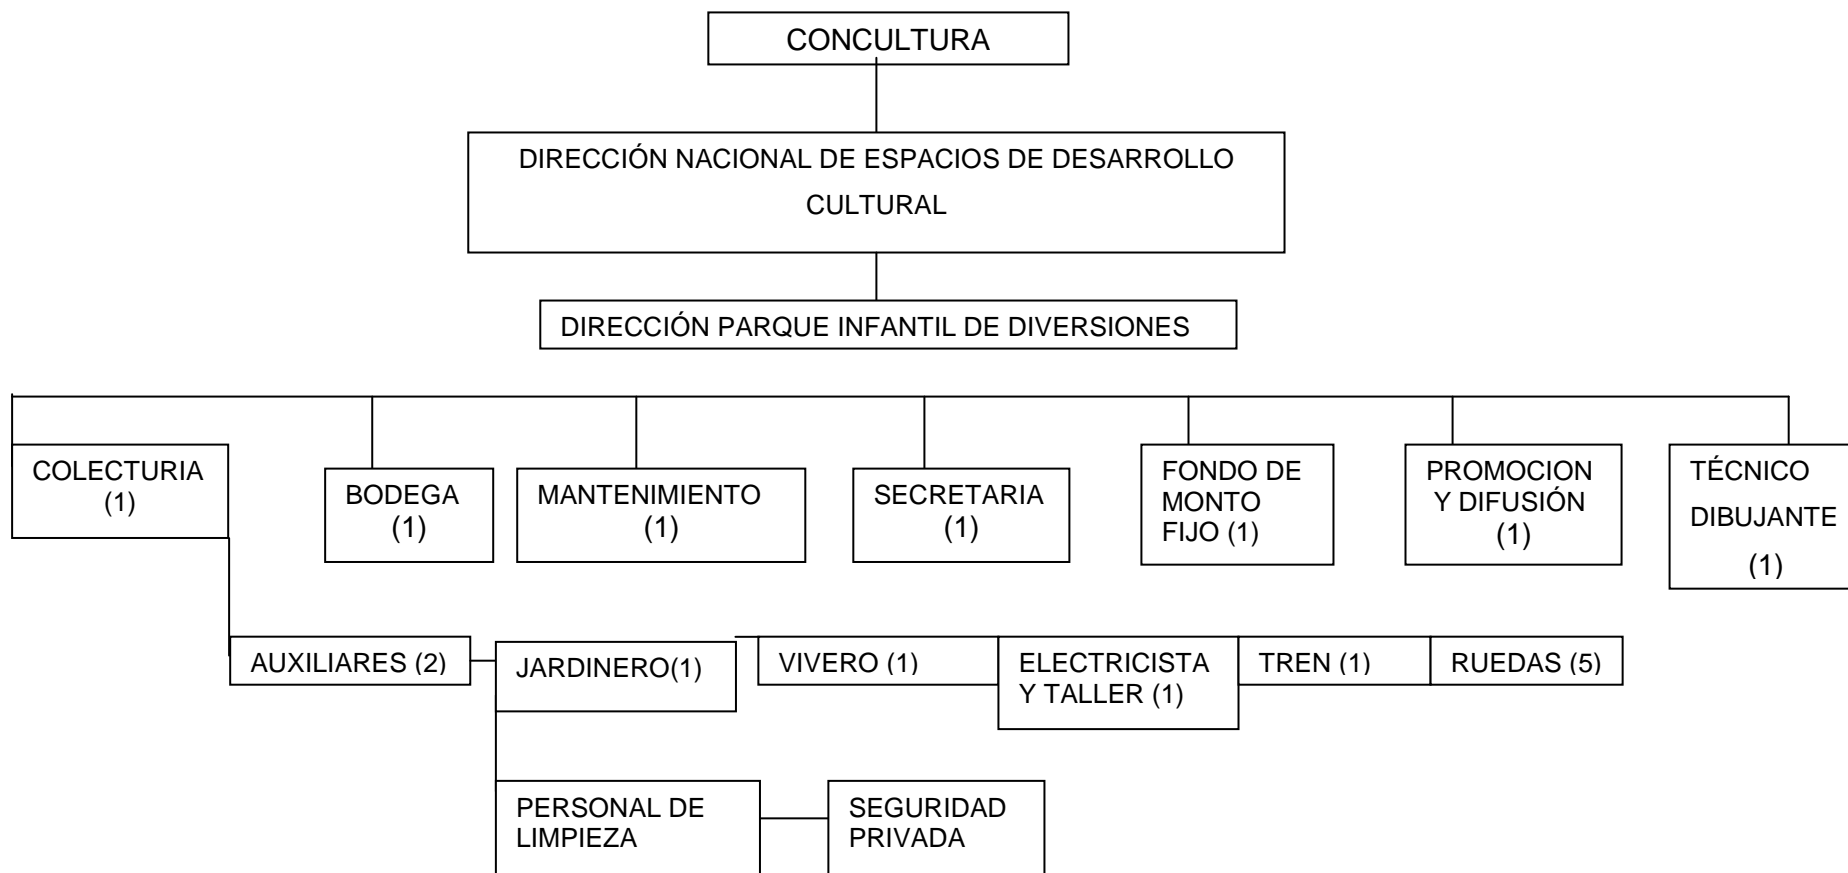 CONCULTURA
DIRECCIÓN NACIONAL DE ESPACIOS DE DESARROLLO
CULTURAL
DIRECCIÓN PARQUE INFANTIL DE DIVERSIONES
COLECTURIA
(1)
BODEGA
(1)
MANTENIMIENTO
(1)
SECRETARIA
(1)
FONDO DE
MONTO
FIJO (1)
PROMOCION
Y DIFUSIÓN
(1)
TÉCNICO
DIBUJANTE
(1)
AUXILIARES (2)
JARDINERO(1)
VIVERO (1)
ELECTRICISTA
Y TALLER (1)
TREN (1)
RUEDAS (5)
PERSONAL DE
LIMPIEZA
SEGURIDAD
PRIVADA